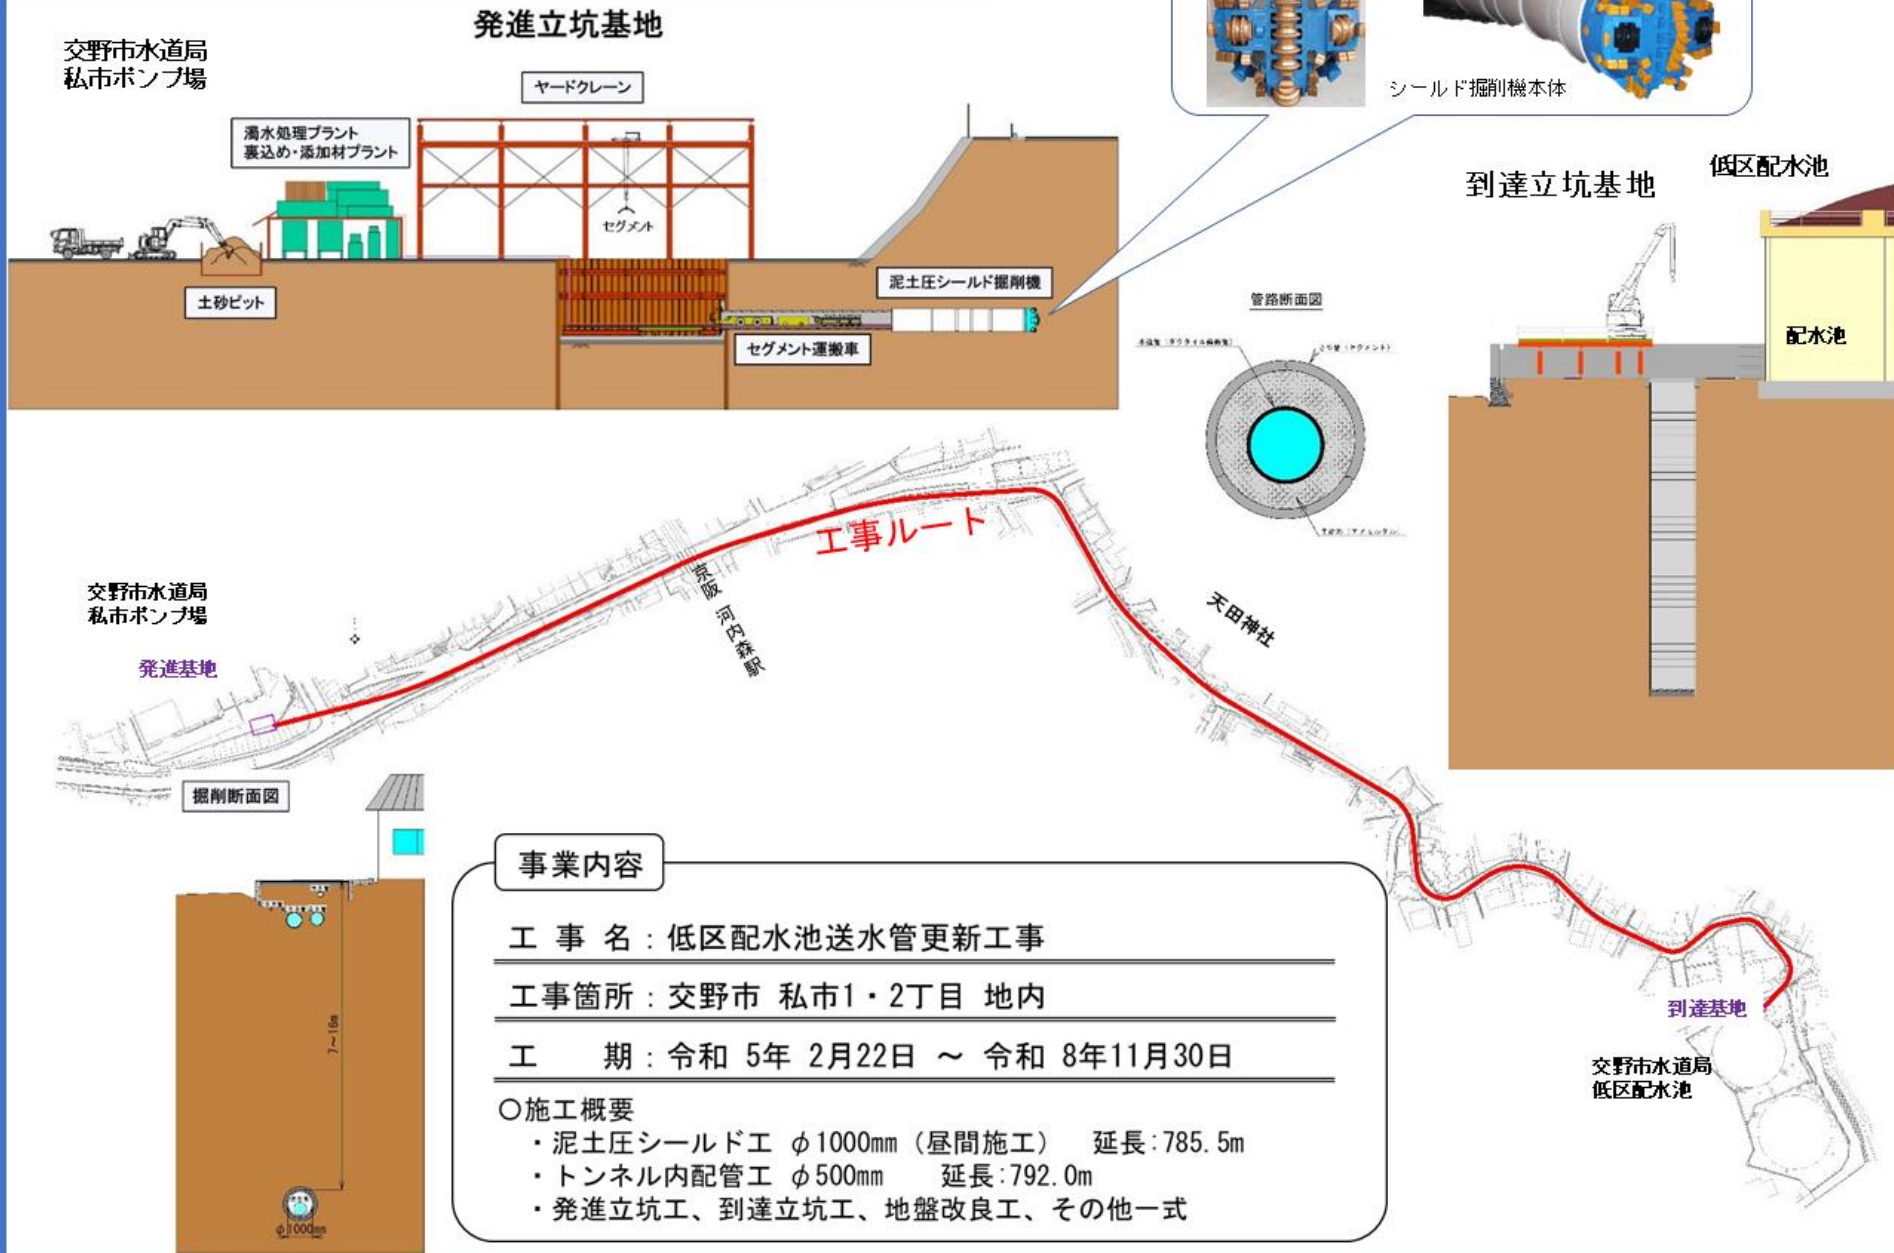 発進立坑基地
交野市水道局
私市ポンプ場
ヤードクレーン
濁水処理プラント
裏込め・添加材プラント
セグメント
土砂ピット
泥土圧シールド掘削機
セグメント運搬車
シールド掘削機本体
到達立坑基地
低区配水池
配水池
管路断面図
さや管（セグメント）
工事ルート
京阪 河内森駅
天田神社
交野市水道局
私市ポンプ場
発進基地
掘削断面図
7～16m
φ1000mm
到達基地
交野市水道局
低区配水池
事業内容
工 事 名：低区配水池送水管更新工事
工事箇所：交野市 私市1・2丁目 地内
工 期：令和 5年 2月22日 ～ 令和 8年11月30日
〇施工概要
・泥土圧シールド工 φ1000mm（昼間施工） 延長:785.5m
・トンネル内配管工 φ500mm 延長:792.0m
・発進立坑工、到達立坑工、地盤改良工、その他一式